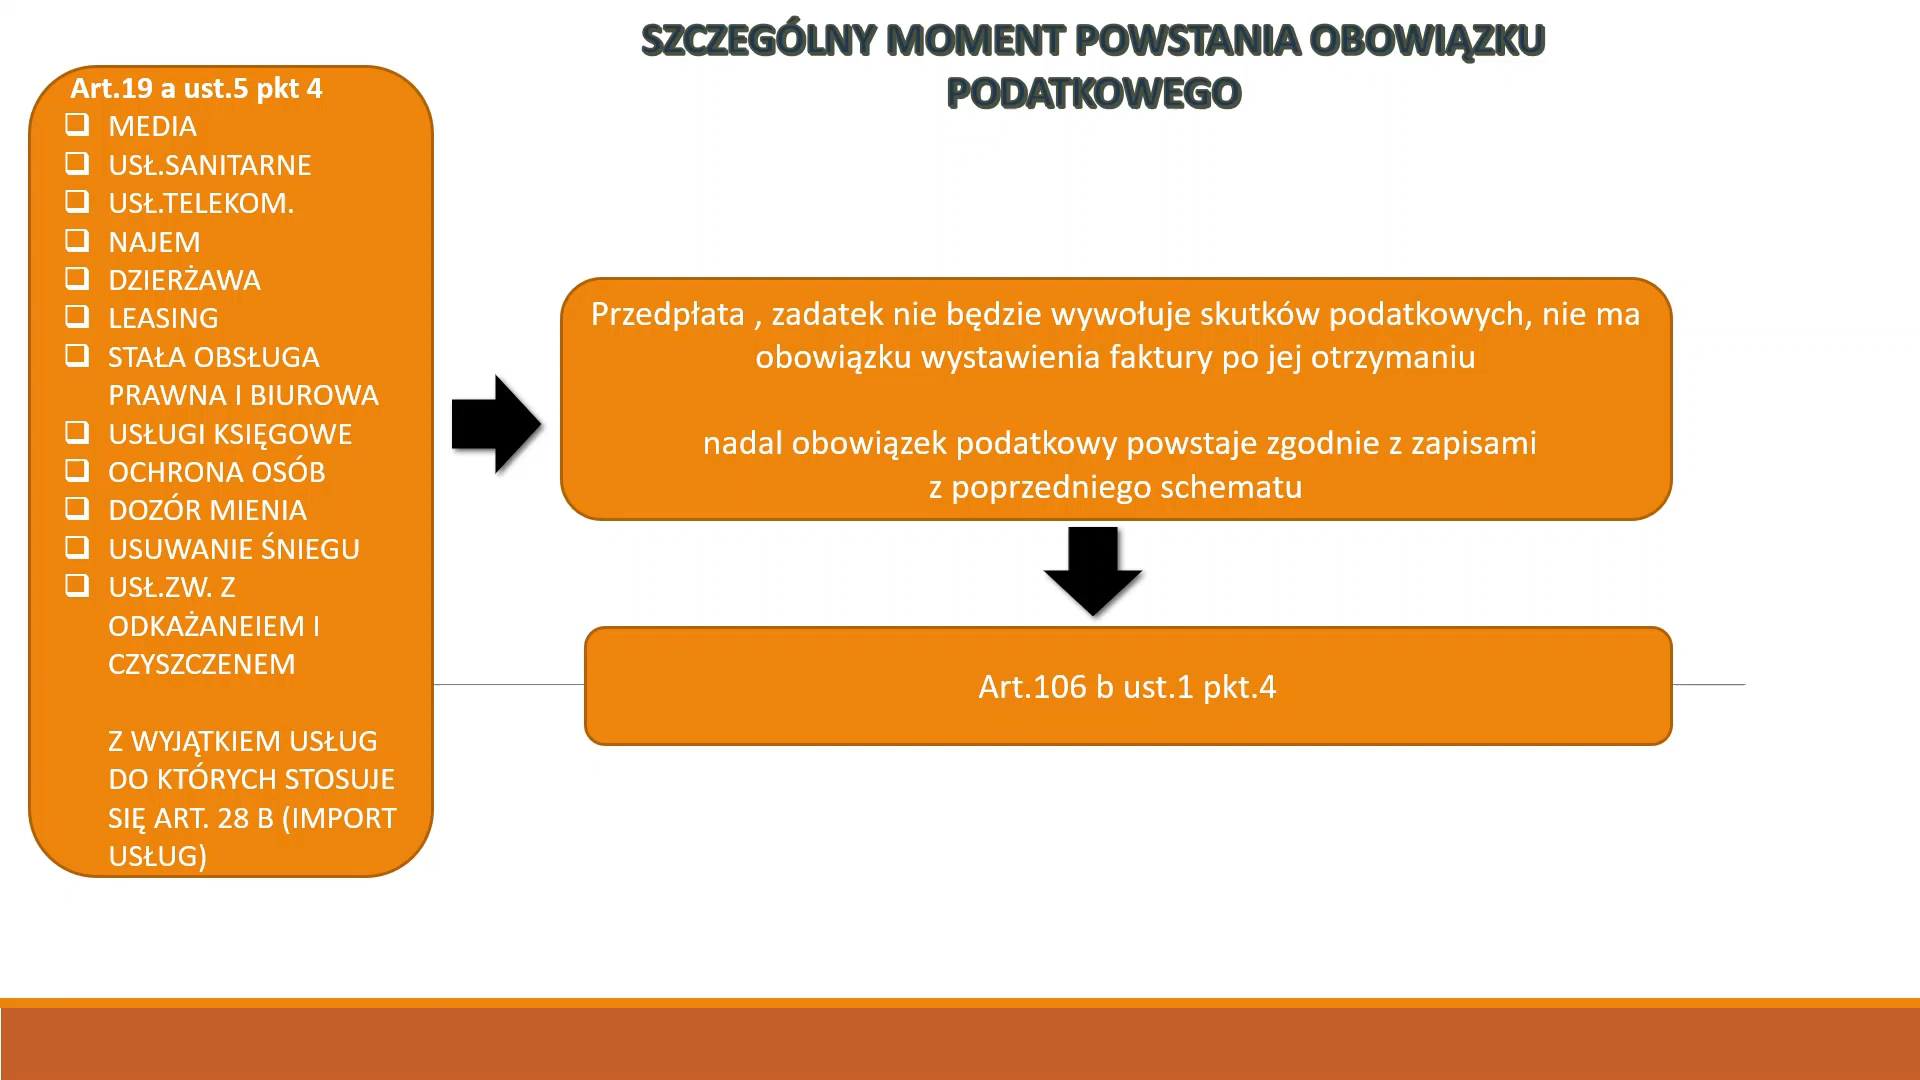 SZCZEGÓLNY MOMENT POWSTANIA OBOWIĄZKU
PODATKOWEGO
Art.19 a ust.5 pkt 4
❑ MEDIA
❑ USŁ.SANITARNE
❑ USŁ.TELEKOM.
❑ NAJEM
❑ DZIERŻAWA
❑ LEASING
❑ STAŁA OBSŁUGA
PRAWNA I BIUROWA
❑ USŁUGI KSIĘGOWE
❑ OCHRONA OSÓB
❑ DOZÓR MIENIA
❑ USUWANIE ŚNIEGU
❑ USŁ.ZW. Z
ODKAŻANEIEM I
CZYSZCZENEM
Z WYJĄTKIEM USŁUG
DO KTÓRYCH STOSUJE
SIĘ ART. 28 B (IMPORT
USŁUG)
Przedpłata , zadatek nie będzie wywołuje skutków podatkowych, nie ma
obowiązku wystawienia faktury po jej otrzymaniu
nadal obowiązek podatkowy powstaje zgodnie z zapisami
z poprzedniego schematu
Art.106 b ust.1 pkt.4